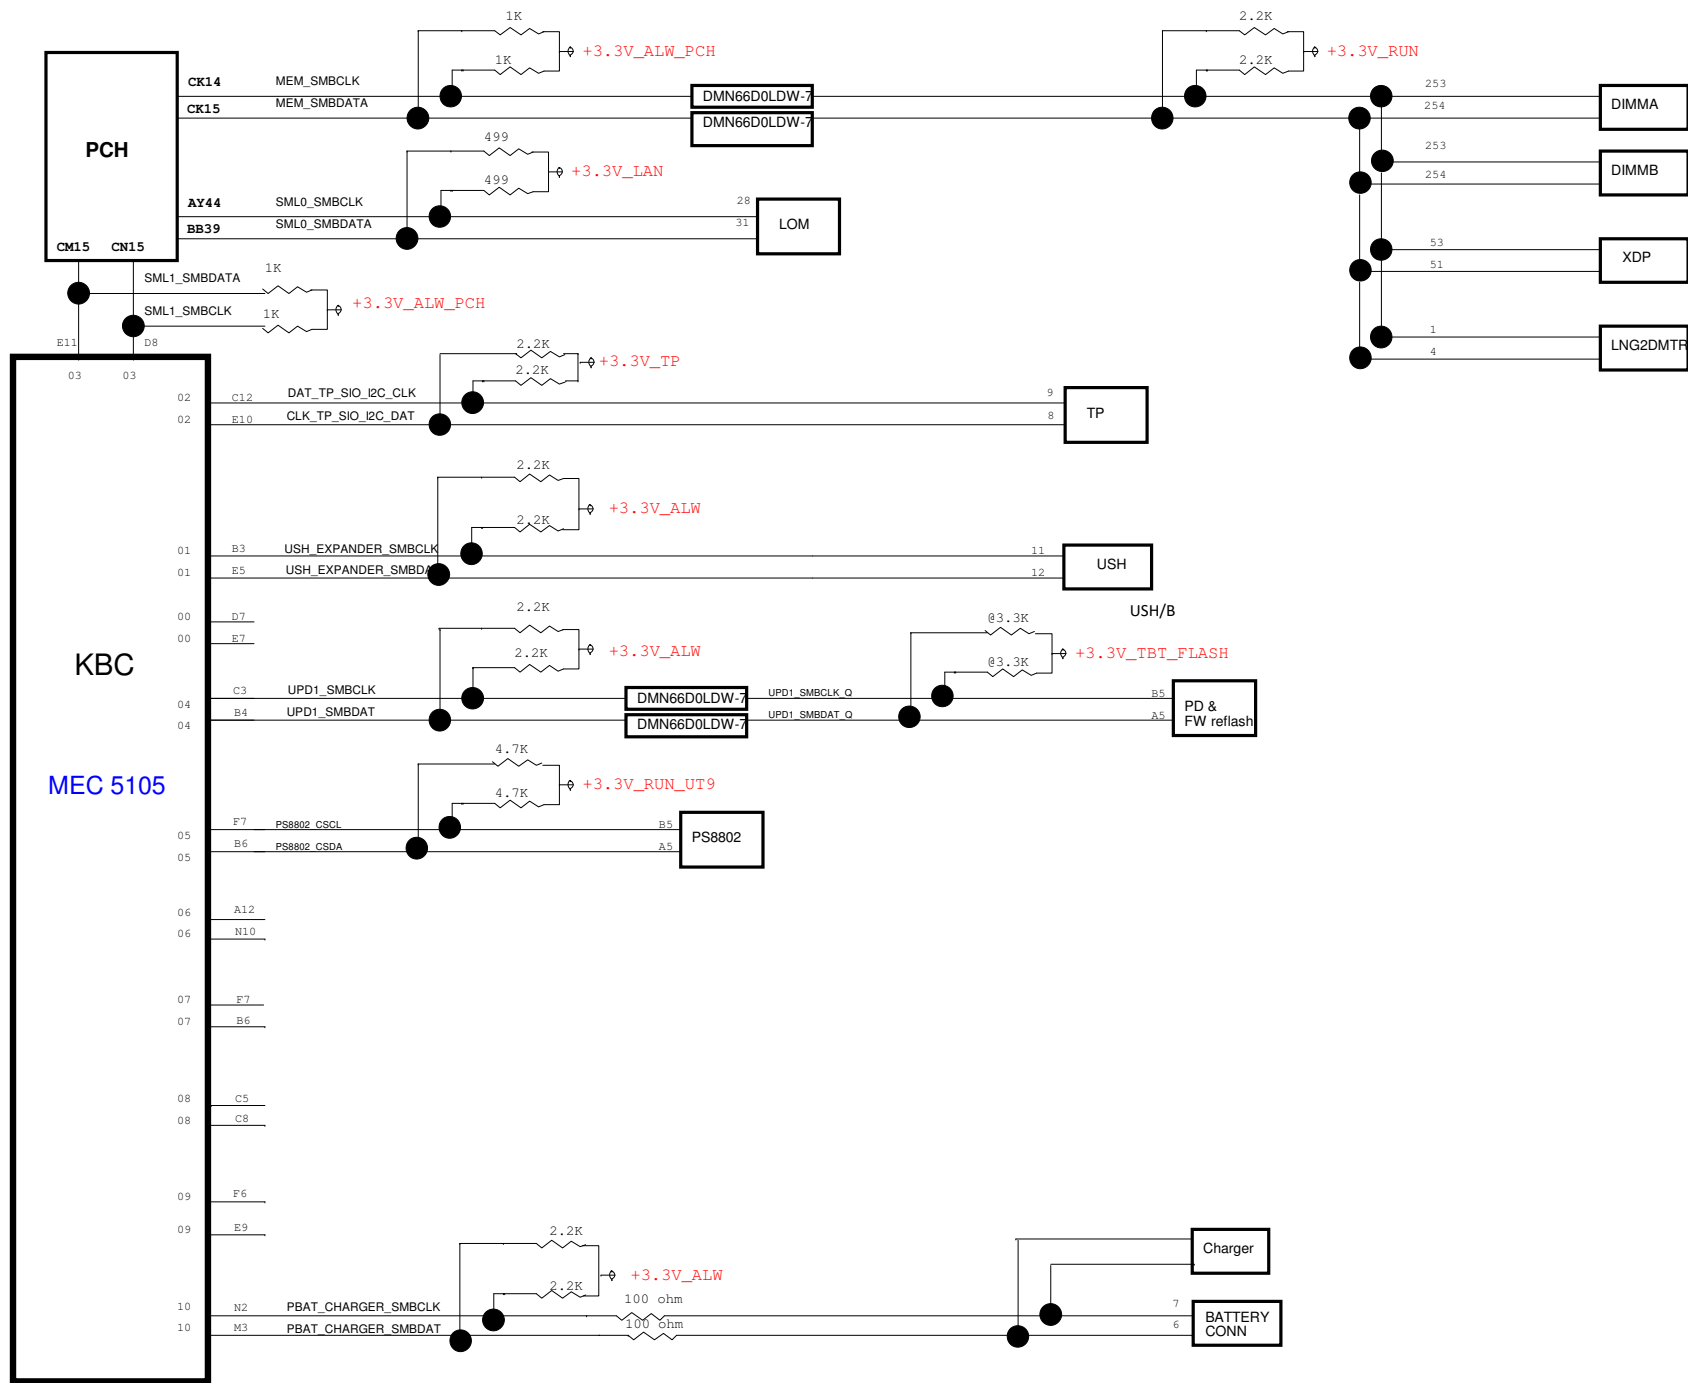 1K
1K
+3.3V_ALW_PCH
2.2K
2.2K
+3.3V_RUN
PCH
CK14
MEM_SMBCLK
CK15
MEM_SMBDATA
DMN66D0LDW-7
DMN66D0LDW-7
253
254
DIMMA
253
254
DIMMB
53
51
XDP
1
4
LNG2DMTR
499
499
+3.3V_LAN
AY44
SML0_SMBCLK
BB39
SML0_SMBDATA
28
31
LOM
CM15
CN15
SML1_SMBDATA
1K
SML1_SMBCLK
1K
+3.3V_ALW_PCH
E11
D8
03
03
KBC
MEC 5105
2.2K
2.2K
+3.3V_TP
02
C12
DAT_TP_SIO_I2C_CLK
02
E10
CLK_TP_SIO_I2C_DAT
9
8
TP
2.2K
2.2K
+3.3V_ALW
01
B3
USH_EXPANDER_SMBCLK
01
E5
USH_EXPANDER_SMBDA
11
12
USH
USH/B
00
D7
00
E7
2.2K
2.2K
+3.3V_ALW
@3.3K
@3.3K
+3.3V_TBT_FLASH
04
C3
UPD1_SMBCLK
04
B4
UPD1_SMBDAT
DMN66D0LDW-7
DMN66D0LDW-7
UPD1_SMBCLK_Q
UPD1_SMBDAT_Q
B5
A5
PD &
FW reflash
4.7K
4.7K
+3.3V_RUN_UT9
05
F7
PS8802_CSCL
05
B6
PS8802_CSDA
B5
A5
PS8802
06
A12
06
N10
07
F7
07
B6
08
C5
08
C8
09
F6
09
E9
2.2K
2.2K
+3.3V_ALW
10
N2
PBAT_CHARGER_SMBCLK
10
M3
PBAT_CHARGER_SMBDAT
100 ohm
100 ohm
Charger
7
6
BATTERY
CONN